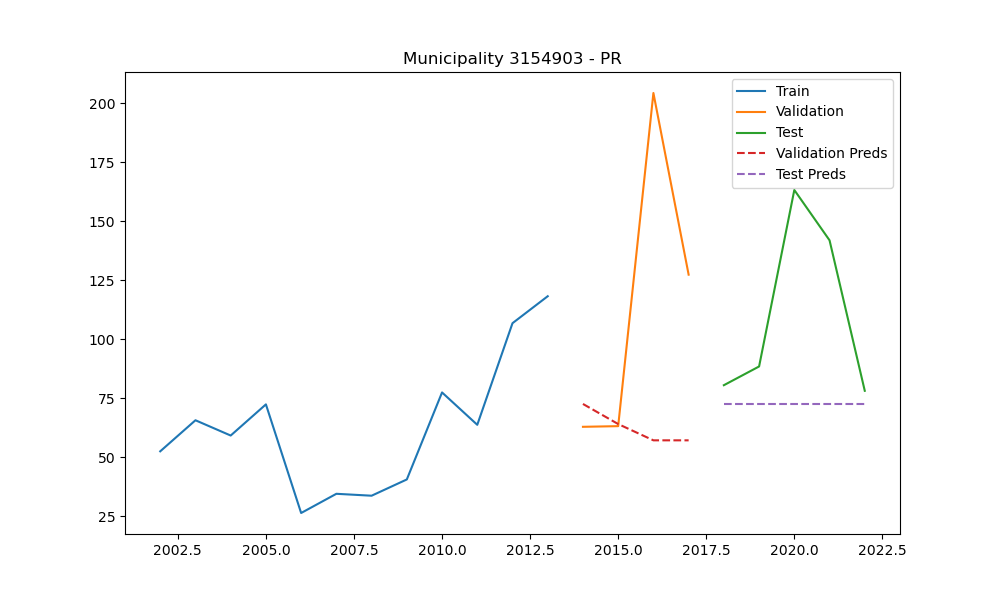 Municipality 3154903 - PR
Train
Validation
Test
Validation Preds
Test Preds
200
175
150
125
100
75
50
25
2002.5 2005.0 2007.5 2010.0 2012.5 2015.0 2017.5 2020.0 2022.5